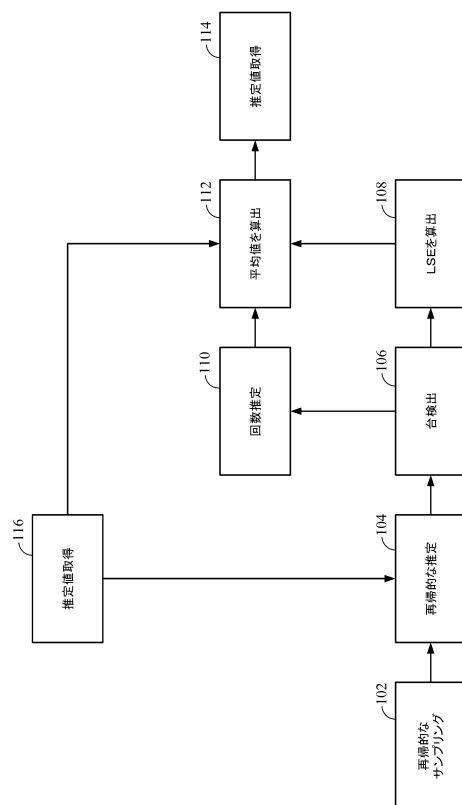 102
再帰的な
サンプリング
104
再帰的な推定
106
台検出
108
LSEを算出
110
回数推定
112
平均値を算出
114
推定値取得
116
推定値取得